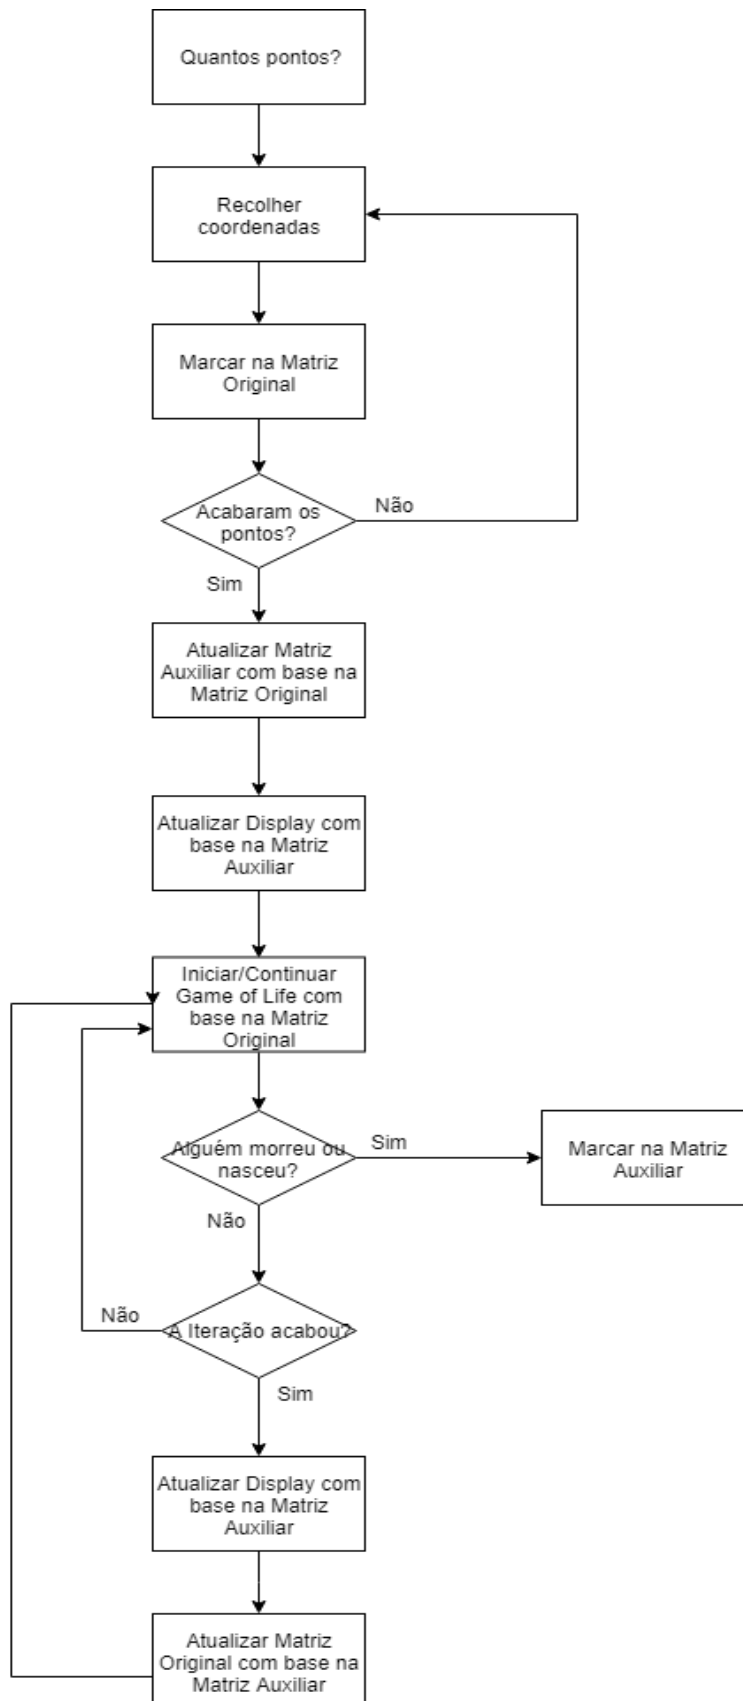 Quantos pontos?
Recolher
coordenadas
Marcar na Matriz
Original
Acabaram os
pontos?
Não
Sim
Atualizar Matriz
Auxiliar com base na
Matriz Original
Atualizar Display com
base na Matriz
Auxiliar
Iniciar/Continuar
Game of Life com
base na Matriz
Original
Alguém morreu ou
nasceu?
Sim
Marcar na Matriz
Auxiliar
Não
A Iteração acabou?
Não
Sim
Atualizar Display com
base na Matriz
Auxiliar
Atualizar Matriz
Original com base na
Matriz Auxiliar